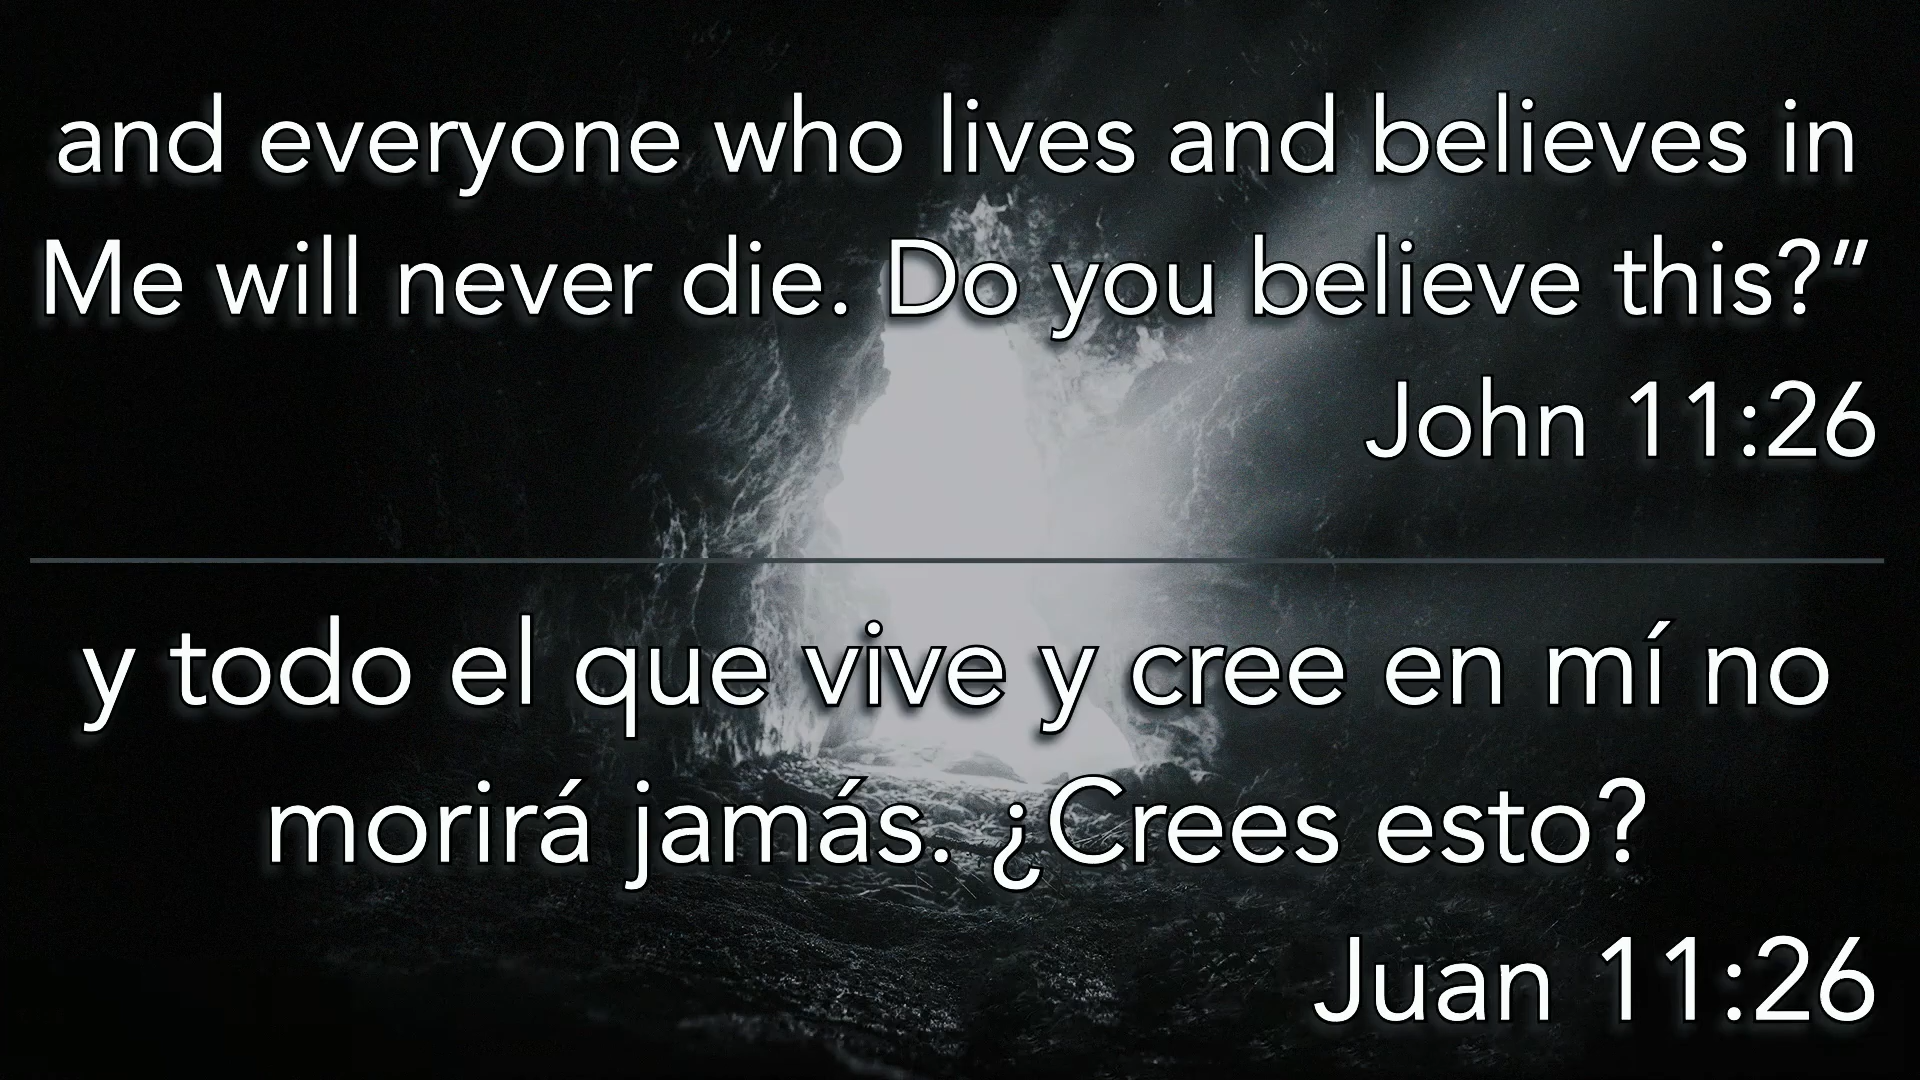 and everyone who lives and believes in
Me will never die. Do you believe this?”
John 11:26
y todo el que vive y cree en mí no
morirá jamás. ¿Crees esto?
Juan 11:26